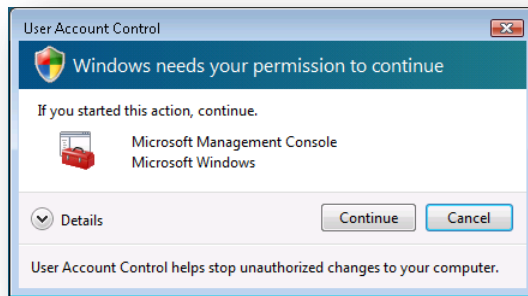 User Account Control
Windows needs your permission to continue
If you started this action, continue.
Microsoft Management Console
Microsoft Windows
Details
Continue
Cancel
User Account Control helps stop unauthorized changes to your computer.